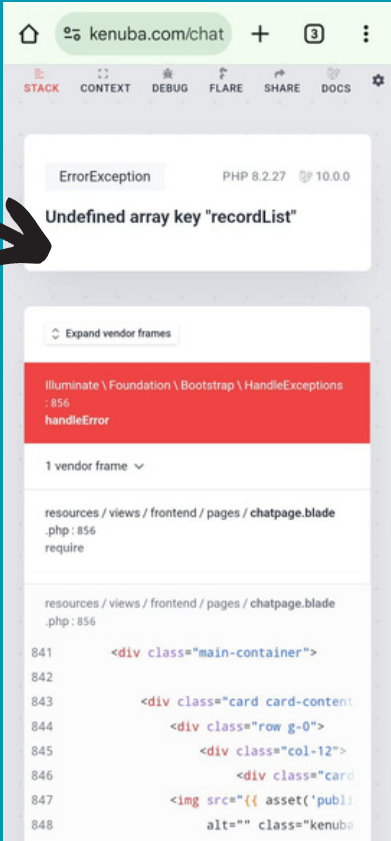 kenuba.com/chat
3
STACK CONTEXT DEBUG FLARE SHARE DOCS
ErrorException PHP 8.2.27 10.0.0
Undefined array key "recordList"
Expand vendor frames
Illuminate \ Foundation \ Bootstrap \ HandleExceptions
: 856
handleError
1 vendor frame
resources / views / frontend / pages / chatpage.blade
.php : 856
require
resources / views / frontend / pages / chatpage.blade
.php : 856
841 <div class="main-container">
842
843 <div class="card card-content
844 <div class="row g-0">
845 <div class="col-12">
846 <div class="card
847 <img src="{{ asset('publi
848 alt="" class="kenuba